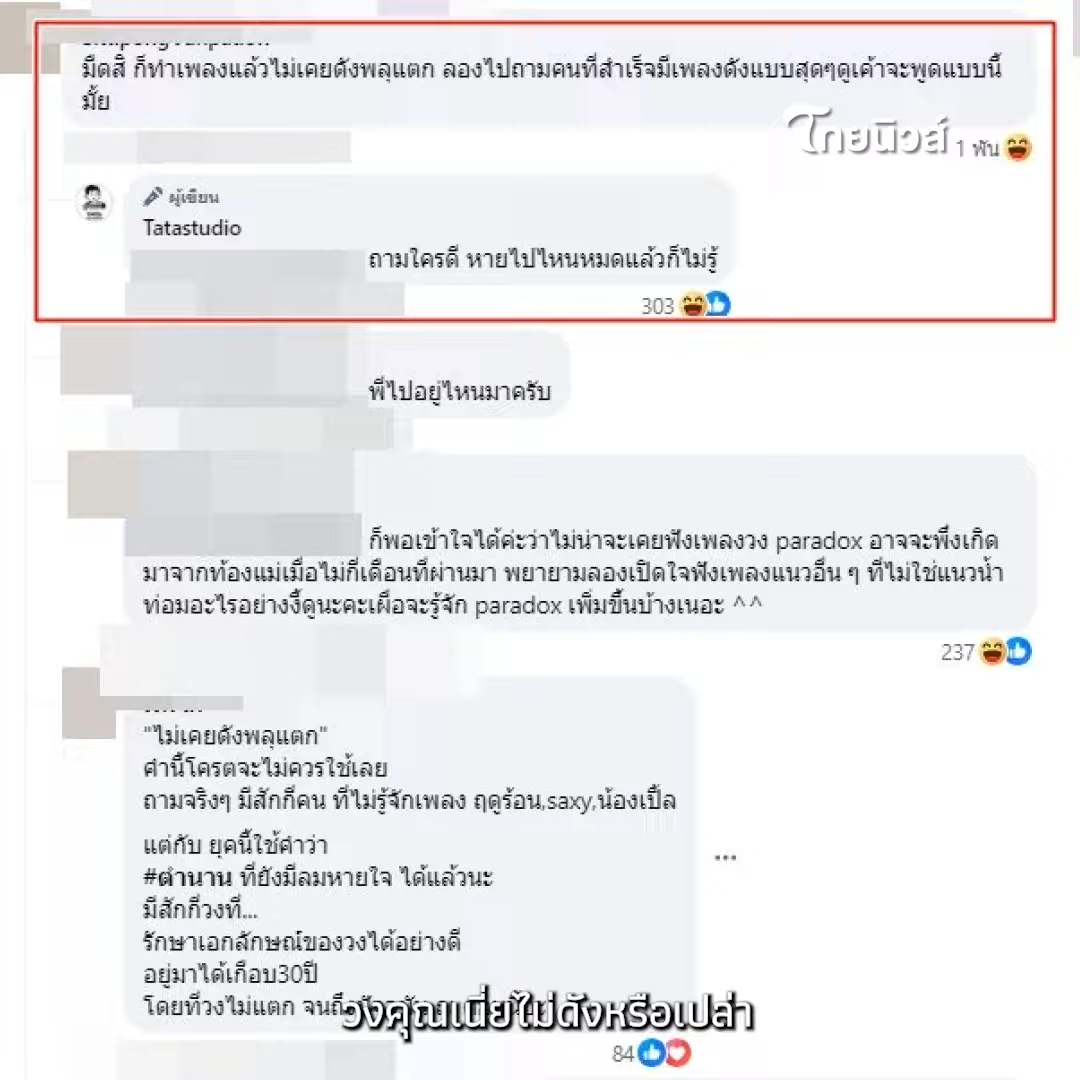 มืดสิ ก็ทำเพลงแล้วไม่เคยดังพลุแตก ลองไปถามคนที่สำเร็จมีเพลงดังแบบสุดๆดูเค้าจะพูดแบบนี้
มั้ย
ไทยนิวส์
1 พัน
ผู้เขียน
Tatastudio
ถามใครดี หายไปไหนหมดแล้วก็ไม่รู้
303
พี่ไปอยู่ไหนมาครับ
ก็พอเข้าใจได้ค่ะว่าไม่น่าจะเคยฟังเพลงวง paradox อาจจะพึ่งเกิด
มาจากท้องแม่เมื่อไม่กี่เดือนที่ผ่านมา พยายามลองเปิดใจฟังเพลงแนวอื่น ๆ ที่ไม่ใช่แนวน้ำ
ท่อมอะไรอย่างงี้ดูนะคะเผื่อจะรู้จัก paradox เพิ่มขึ้นบ้างเนอะ ^^
237
"ไม่เคยดังพลุแตก"
คำนี้โครตจะไม่ควรใช้เลย
ถามจริงๆ มีสักกี่คน ที่ไม่รู้จักเพลง ฤดูร้อน,saxy,น้องเปิ้ล
แต่กับ ยุคนี้ใช้คำว่า
#ตำนาน ที่ยังมีลมหายใจ ได้แล้วนะ
มีสักกี่วงที่...
รักษาเอกลักษณ์ของวงได้อย่างดี
อยู่มาได้เกือบ30ปี
โดยที่วงไม่แตก
วงคุณเนี่ยไม่ดังหรือเปล่า
84